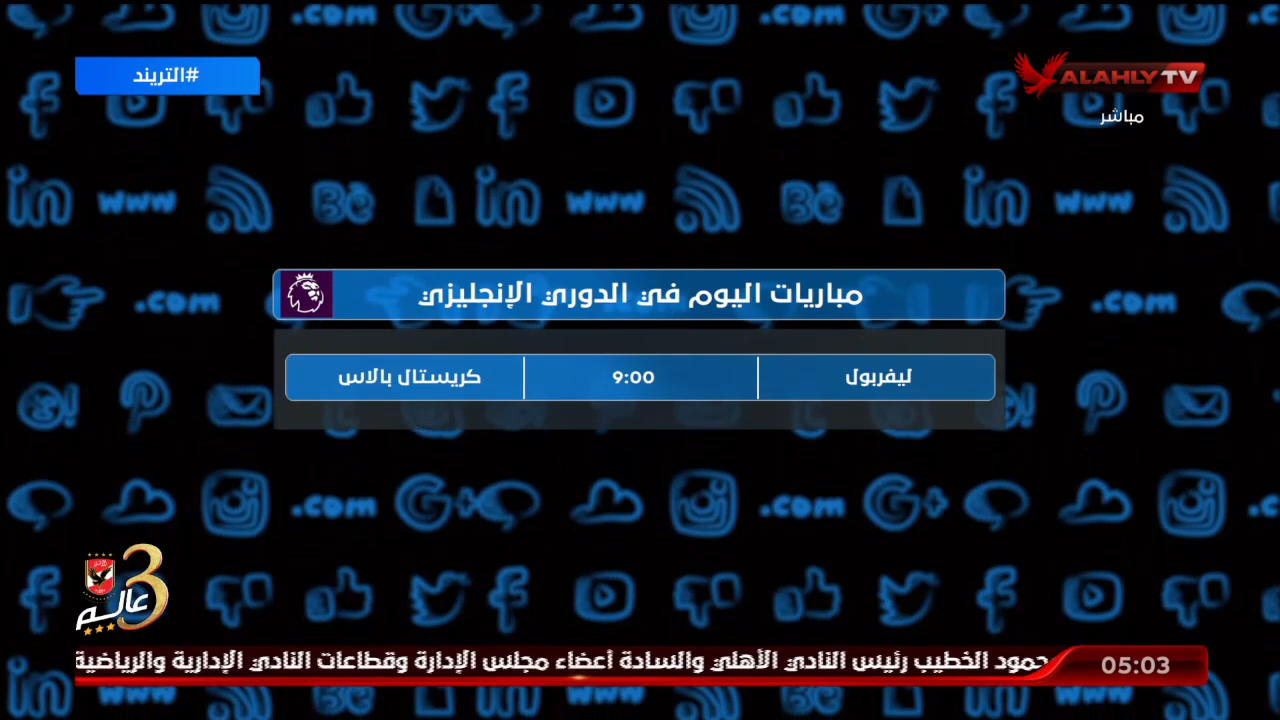 #التريند
ALAHLY TV
مباشر
مباريات اليوم في الدوري الإنجليزي
ليفربول
9:00
كريستال بالاس
3
عالم
حمود الخطيب رئيس النادي الأهلي والسادة أعضاء مجلس الإدارة وقطاعات النادي الإدارية والرياضية
05:03